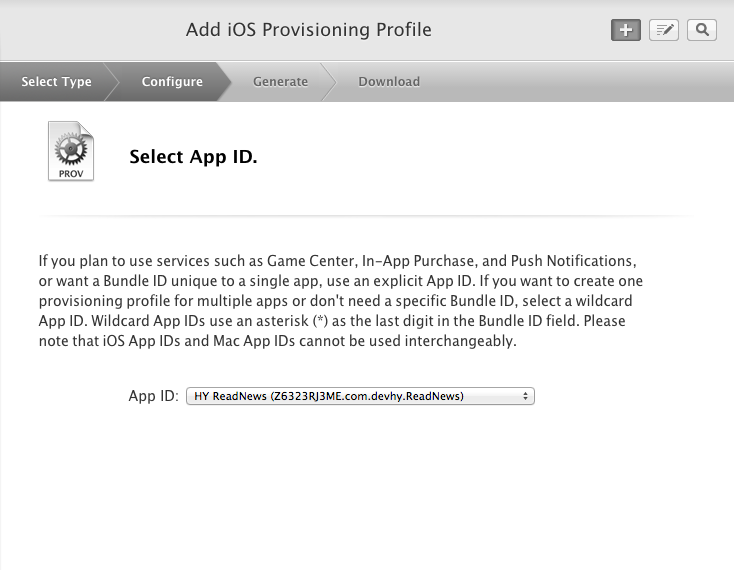 Add iOS Provisioning Profile
Select Type
Configure
Generate
Download
PROV
Select App ID.
If you plan to use services such as Game Center, In-App Purchase, and Push Notifications,
or want a Bundle ID unique to a single app, use an explicit App ID. If you want to create one
provisioning profile for multiple apps or don't need a specific Bundle ID, select a wildcard
App ID. Wildcard App IDs use an asterisk (*) as the last digit in the Bundle ID field. Please
note that iOS App IDs and Mac App IDs cannot be used interchangeably.
App ID: HY ReadNews (Z6323RJ3ME.com.devhy.ReadNews)